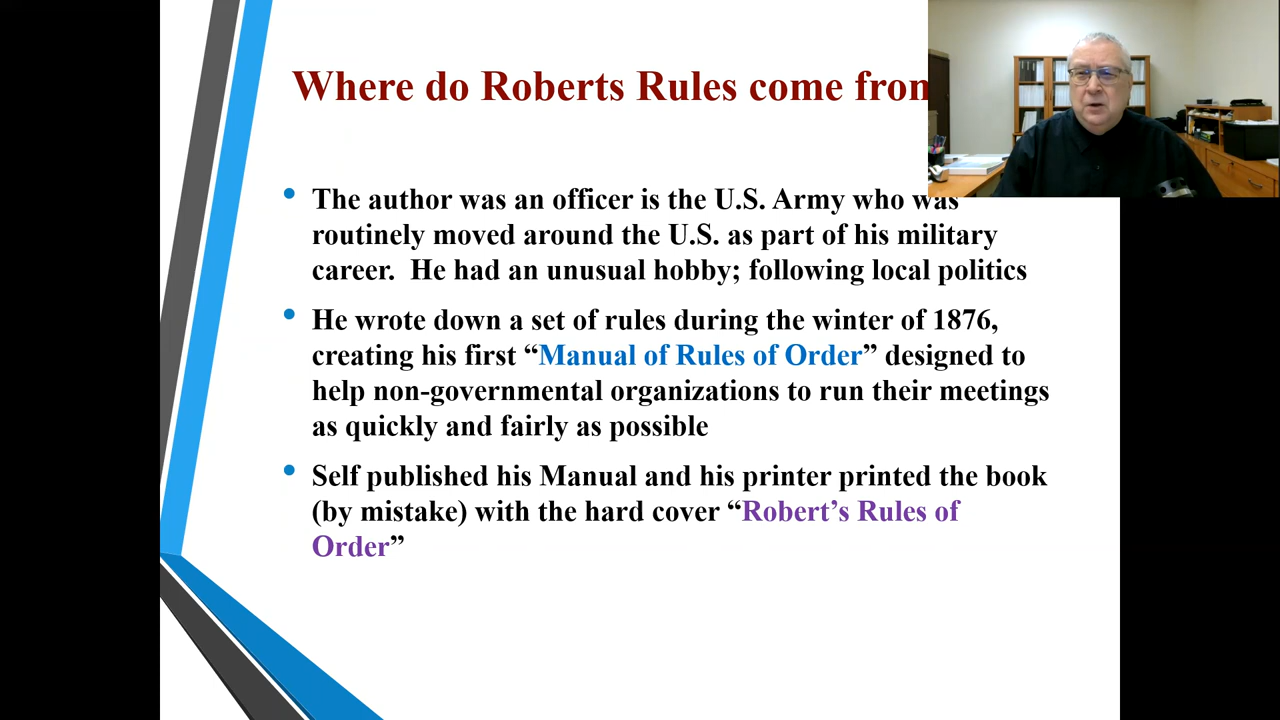 Where do Roberts Rules come from
The author was an officer is the U.S. Army who was
routinely moved around the U.S. as part of his military
career. He had an unusual hobby; following local politics
He wrote down a set of rules during the winter of 1876,
creating his first “Manual of Rules of Order” designed to
help non-governmental organizations to run their meetings
as quickly and fairly as possible
Self published his Manual and his printer printed the book
(by mistake) with the hard cover “Robert’s Rules of
Order”